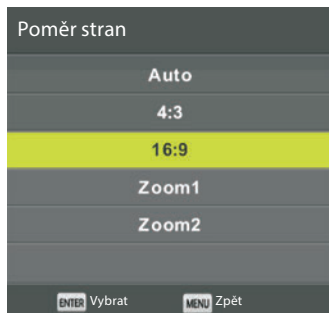 Poměr stran
Auto
4:3
16:9
Zoom1
Zoom2
ENTER Vybrat MENU Zpět